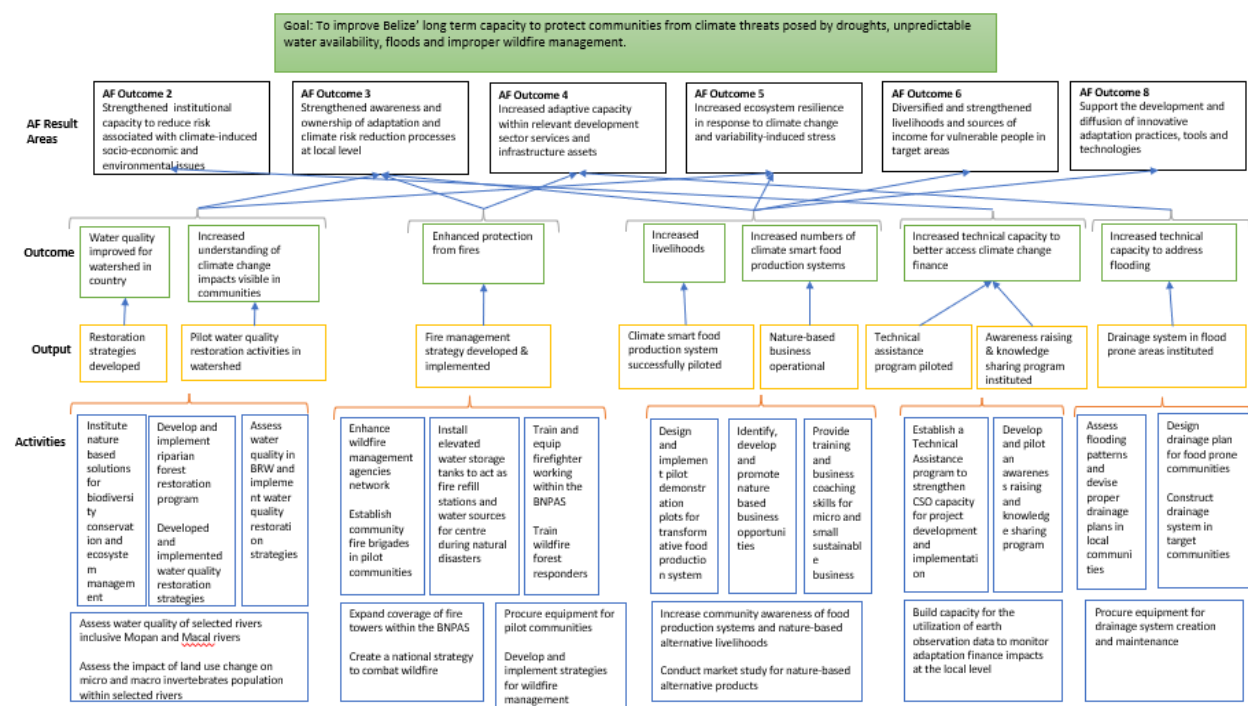 Goal: To improve Belize' long term capacity to protect communities from climate threats posed by droughts, unpredictable
water availability, floods and improper wildfire management.
AF Result
Areas
AF Outcome 2
Strengthened institutional
capacity to reduce risk
associated with climate-induced
socio-economic and
environmental issues
AF Outcome 3
Strengthened awareness and
ownership of adaptation and
climate risk reduction processes
at local level
AF Outcome 4
Increased adaptive capacity
within relevant development
sector services and
infrastructure assets
AF Outcome 5
Increased ecosystem resilience
in response to climate change
and variability-induced stress
AF Outcome 6
Diversified and strengthened
livelihoods and sources of
income for vulnerable people in
target areas
AF Outcome 8
Support the development and
diffusion of innovative
adaptation practices, tools and
technologies
Outcome
Water quality
improved for
watershed in
country
Increased
understanding of
climate change
impacts visible in
communities
Enhanced protection
from fires
Increased
livelihoods
Increased numbers of
climate smart food
production systems
Increased technical capacity to
better access climate change
finance
Increased technical
capacity to address
flooding
Output
Restoration
strategies
developed
Pilot water quality
restoration activities in
watershed
Fire management
strategy developed &
implemented
Climate smart food
production system
successfully piloted
Nature-based
business
operational
Technical
assistance
program piloted
Awareness raising
& knowledge
sharing program
instituted
Drainage system in flood
prone areas instituted
Activities
Institute
nature
based
solutions
for
biodiversi
ty
conservat
ion and
ecosyste
m
managem
ent
Develop and
implement
riparian
forest
restoration
program
Developed and
implemented
water quality
restoration
strategies
Assess
water
quality in
BRW and
impleme
nt water
quality
restorati
on
strategies
Enhance
wildfire
management
agencies
network
Establish
community
fire brigades
in pilot
communities
Install
elevated
water storage
tanks to act as
fire refill
stations and
water sources
for centre
during natural
disasters
Train and
equip
firefighter
working
within the
BNPAS
Train
wildfire
forest
responders
Design
and
implemen
t pilot
demonst
ration
plots for
transfor
mative food
productio
n system
Identify,
develop
and
promote
nature
based
business
opportuni
ties
Provide
training
and
business
coaching
skills for
micro and
small
sustainabl
e
business
Establish a
Technical
Assistance
program to
strengthen
CSO capacity
for project
development
and
implementati
on
Develop
and pilot
an
awarenes
s raising
and
knowledg
e sharing
program
Assess
flooding
patterns
and
devise
proper
drainage
plans in
local
communi
ties
Design
drainage plan
for food prone
communities
Construct
drainage
system in
target
communities
Assess water quality of selected rivers
inclusive Mopan and Macal rivers
Assess the impact of land use change on
micro and macro invertebrates population
within selected rivers
Expand coverage of fire
towers within the BNPAS
Create a national strategy
to combat wildfire
Procure equipment for
pilot communities
Develop and
implement strategies
for wildfire
management
Increase community awareness of food
production systems and nature-based
alternative livelihoods
Conduct market study for nature-based
alternative products
Build capacity for the
utilization of earth
observation data to monitor
adaptation finance impacts
at the local level
Procure equipment for
drainage system creation
and maintenance